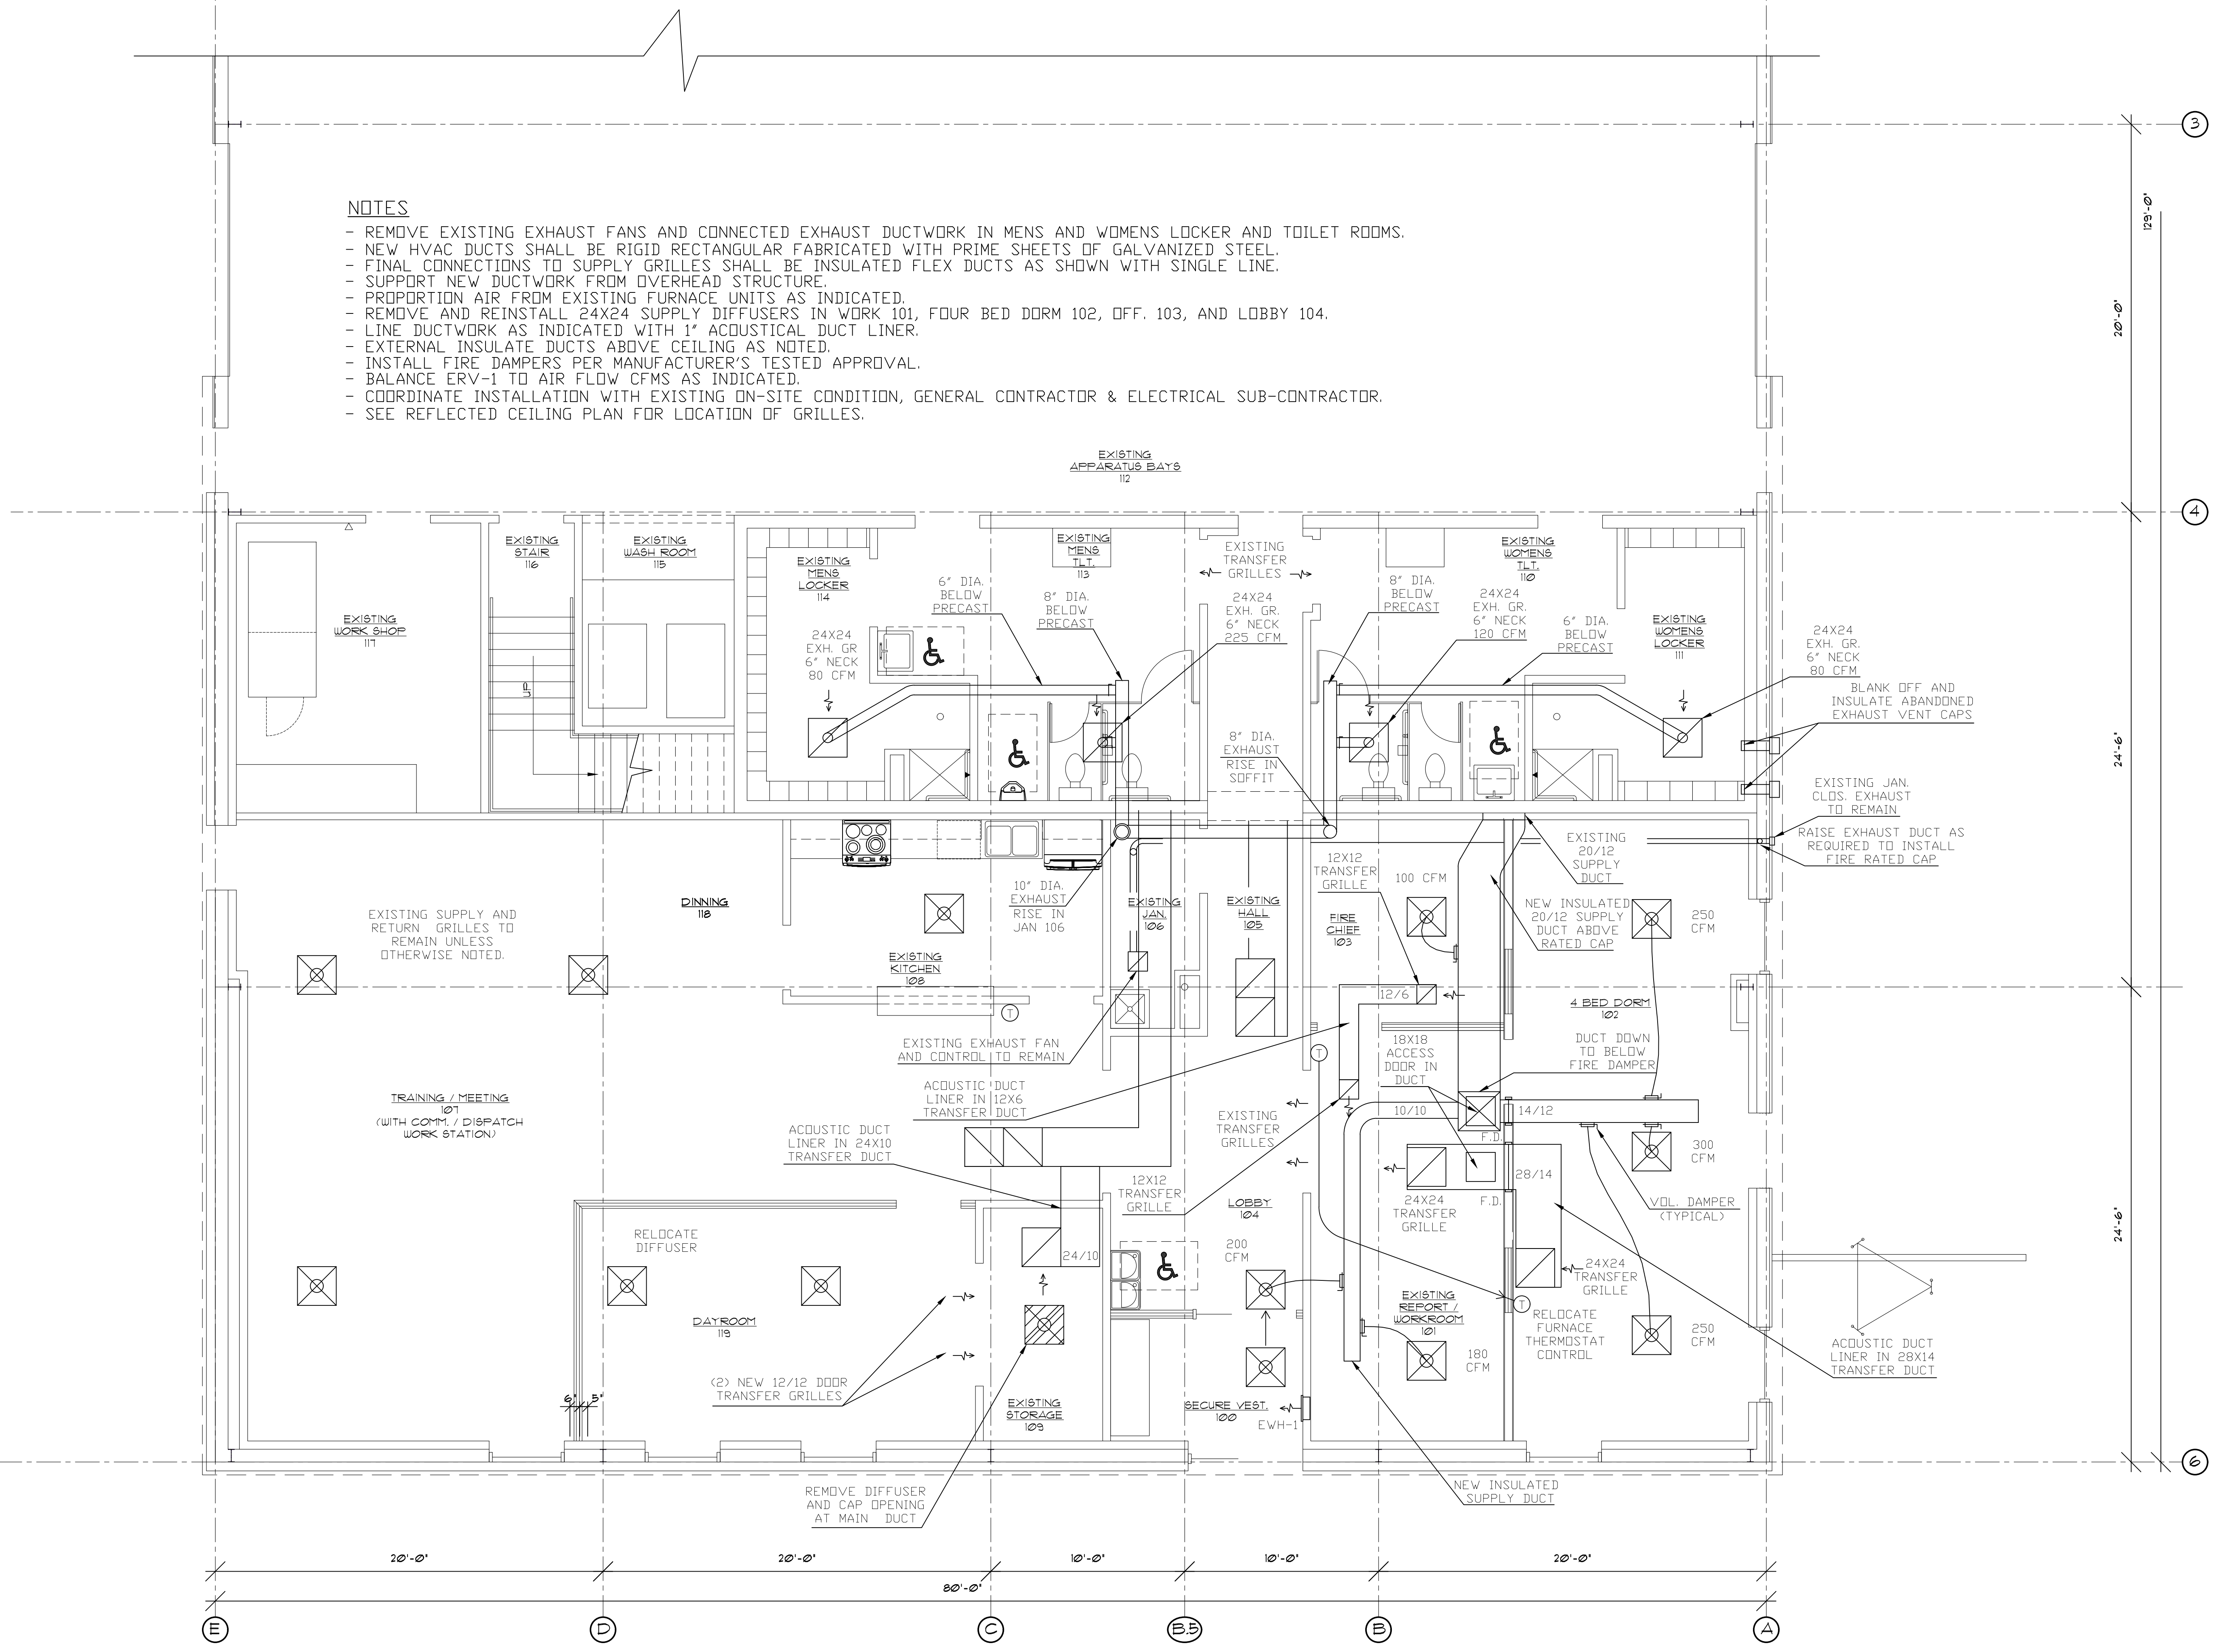 3
129'-0"
NOTES
- REMOVE EXISTING EXHAUST FANS AND CONNECTED EXHAUST DUCTWORK IN MENS AND WOMENS LOCKER AND TOILET ROOMS.
- NEW HVAC DUCTS SHALL BE RIGID RECTANGULAR FABRICATED WITH PRIME SHEETS OF GALVANIZED STEEL.
- FINAL CONNECTIONS TO SUPPLY GRILLES SHALL BE INSULATED FLEX DUCTS AS SHOWN WITH SINGLE LINE.
- SUPPORT NEW DUCTWORK FROM OVERHEAD STRUCTURE.
- PROPORTION AIR FROM EXISTING FURNACE UNITS AS INDICATED.
- REMOVE AND REINSTALL 24X24 SUPPLY DIFFUSERS IN WORK 101, FOUR BED DORM 102, OFF. 103, AND LOBBY 104.
- LINE DUCTWORK AS INDICATED WITH 1" ACOUSTICAL DUCT LINER.
- EXTERNAL INSULATE DUCTS ABOVE CEILING AS NOTED.
- INSTALL FIRE DAMPERS PER MANUFACTURER'S TESTED APPROVAL.
- BALANCE ERV-1 TO AIR FLOW CFMS AS INDICATED.
- COORDINATE INSTALLATION WITH EXISTING ON-SITE CONDITION, GENERAL CONTRACTOR & ELECTRICAL SUB-CONTRACTOR.
- SEE REFLECTED CEILING PLAN FOR LOCATION OF GRILLES.
20'-0"
EXISTING
APPARATUS BAYS
112
4
EXISTING
STAIR
116
EXISTING
WASH ROOM
115
EXISTING
MENS
LOCKER
114
EXISTING
MENS
TLT.
113
EXISTING
TRANSFER
GRILLES
EXISTING
WOMENS
TLT.
110
EXISTING
WORK SHOP
117
6" DIA.
BELOW
PRECAST
8" DIA.
BELOW
PRECAST
24X24
EXH. GR.
6" NECK
225 CFM
8" DIA.
BELOW
PRECAST
24X24
EXH. GR.
6" NECK
120 CFM
6" DIA.
BELOW
PRECAST
EXISTING
WOMENS
LOCKER
111
24X24
EXH. GR.
6" NECK
80 CFM
24X24
EXH. GR
6" NECK
80 CFM
UP
BLANK OFF AND
INSULATE ABANDONED
EXHAUST VENT CAPS
8" DIA.
EXHAUST
RISE IN
SOFFIT
24'-6"
EXISTING JAN.
CLOS. EXHAUST
TO REMAIN
RAISE EXHAUST DUCT AS
REQUIRED TO INSTALL
FIRE RATED CAP
EXISTING
20/12
SUPPLY
DUCT
12X12
TRANSFER
GRILLE
100 CFM
10" DIA.
EXHAUST
RISE IN
JAN 106
DINNING
118
EXISTING
JAN.
106
EXISTING
HALL
105
FIRE
CHIEF
103
NEW INSULATED
20/12 SUPPLY
DUCT ABOVE
RATED CAP
250
CFM
EXISTING SUPPLY AND
RETURN GRILLES TO
REMAIN UNLESS
OTHERWISE NOTED.
EXISTING
KITCHEN
108
T
12/6
4 BED DORM
102
EXISTING EXHAUST FAN
AND CONTROL TO REMAIN
T
18X18
ACCESS
DOOR IN
DUCT
DUCT DOWN
TO BELOW
FIRE DAMPER
TRAINING / MEETING
107
(WITH COMM. / DISPATCH
WORK STATION)
ACOUSTIC DUCT
LINER IN 12X6
TRANSFER DUCT
EXISTING
TRANSFER
GRILLES
10/10
14/12
F.D.
ACOUSTIC DUCT
LINER IN 24X10
TRANSFER DUCT
300
CFM
28/14
12X12
TRANSFER
GRILLE
LOBBY
104
24X24
TRANSFER
GRILLE
F.D.
VOL. DAMPER
(TYPICAL)
24'-6"
RELOCATE
DIFFUSER
24/10
200
CFM
24X24
TRANSFER
GRILLE
EXISTING
REPORT /
WORKROOM
101
T
RELOCATE
FURNACE
THERMOSTAT
CONTROL
250
CFM
DAYROOM
119
180
CFM
ACOUSTIC DUCT
LINER IN 28X14
TRANSFER DUCT
(2) NEW 12/12 DOOR
TRANSFER GRILLES
6" 5"
EXISTING
STORAGE
109
SECURE VEST.
100
EWH-1
6
REMOVE DIFFUSER
AND CAP OPENING
AT MAIN DUCT
NEW INSULATED
SUPPLY DUCT
20'-0" 20'-0" 10'-0" 10'-0" 20'-0"
80'-0"
E D C B.5 B A